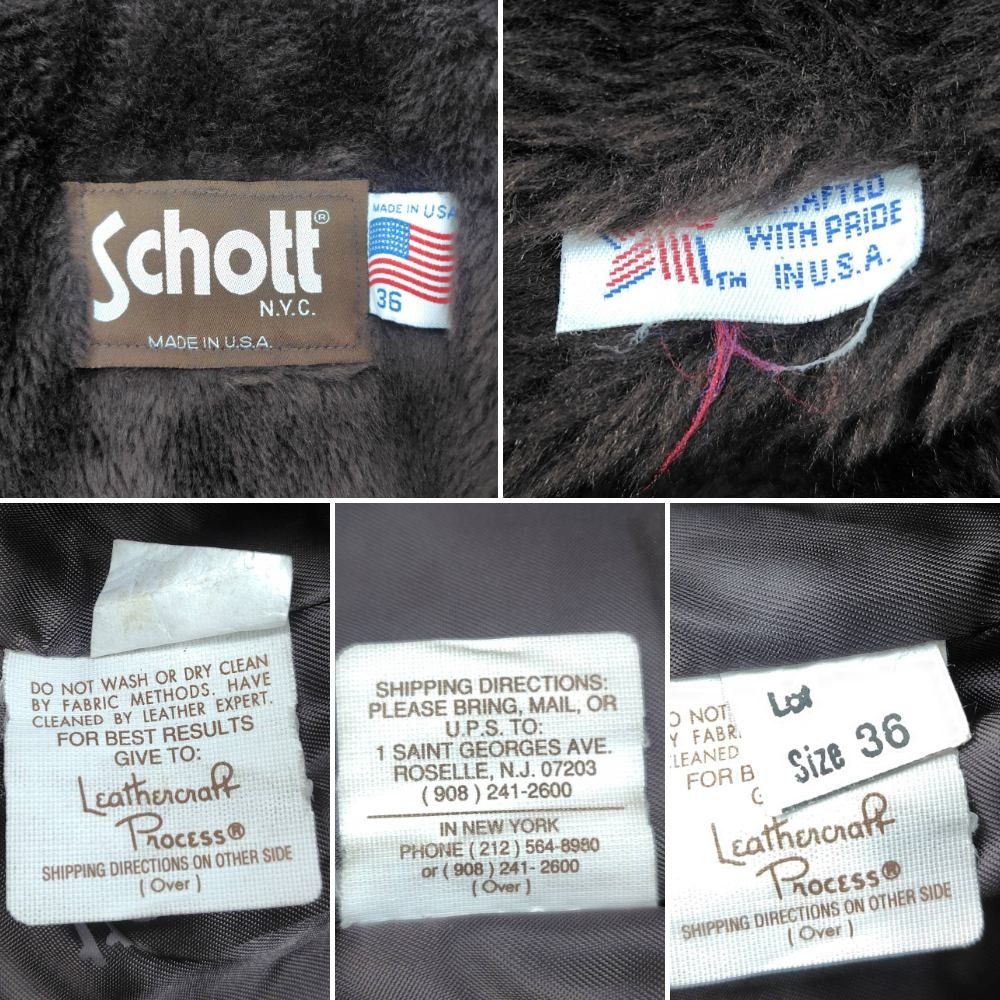 Schott®
N.Y.C.
MADE IN U.S.A.
MADE IN USA
36
WITH PRIDE
IN U.S.A.
TM
DO NOT WASH OR DRY CLEAN
BY FABRIC METHODS. HAVE
CLEANED BY LEATHER EXPERT.
FOR BEST RESULTS
GIVE TO:
Leathercraft
Process®
SHIPPING DIRECTIONS ON OTHER SIDE
( Over )
SHIPPING DIRECTIONS:
PLEASE BRING, MAIL, OR
U.P.S. TO:
1 SAINT GEORGES AVE.
ROSELLE, N.J. 07203
( 908 ) 241-2600
IN NEW YORK
PHONE ( 212 ) 564-8980
or ( 908 ) 241- 2600
( Over )
Lot
Size 36
O NOT
Y FABR
LEANED
FOR B
Leathercraft
Process®
SHIPPING DIRECTIONS ON OTHER SIDE
( Over )